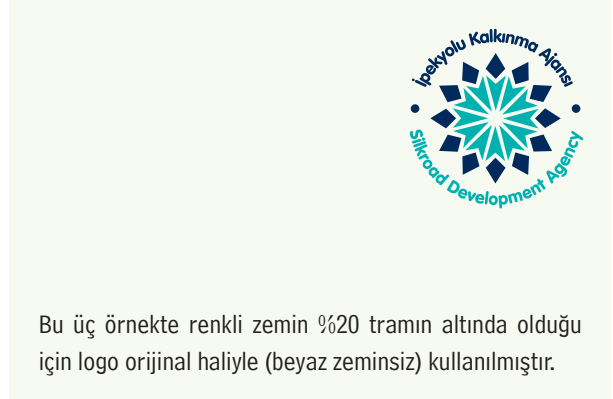 İpekyolu Kalkınma Ajansı
Silkroad Development Agency
Bu üç örnekte renkli zemin %20 tramın altında olduğu
için logo orijinal haliyle (beyaz zeminsiz) kullanılmıştır.